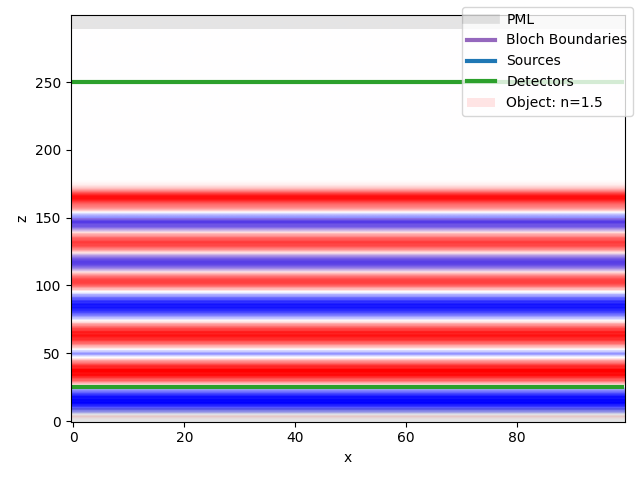 PML
Bloch Boundaries
Sources
Detectors
Object: n=1.5
250
200
150
100
50
0
z
0 20 40 60 80
x